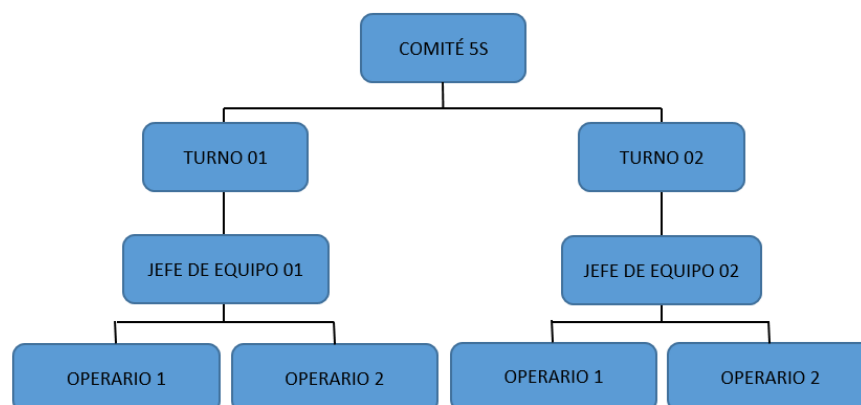 COMITÉ 5S
TURNO 01
TURNO 02
JEFE DE EQUIPO 01
JEFE DE EQUIPO 02
OPERARIO 1
OPERARIO 2
OPERARIO 1
OPERARIO 2